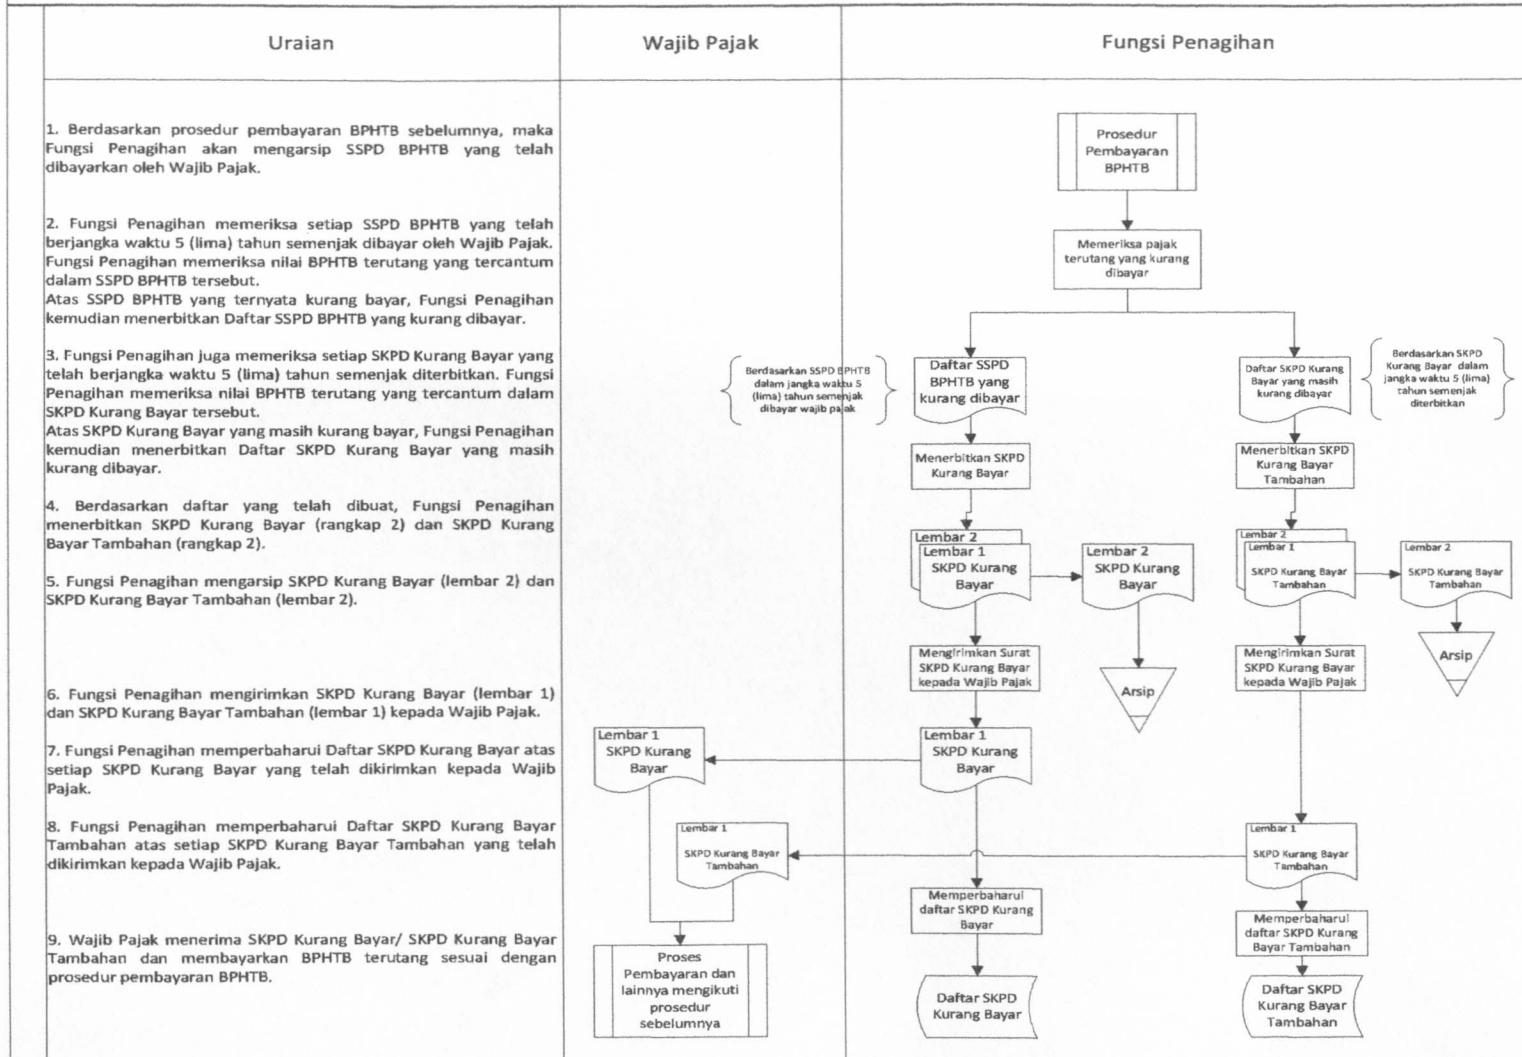 Uraian
Wajib Pajak
Fungsi Penagihan
1. Berdasarkan prosedur pembayaran BPHTB sebelumnya, maka
Fungsi Penagihan akan mengarsip SSPD BPHTB yang telah
dibayarkan oleh Wajib Pajak.
2. Fungsi Penagihan memeriksa setiap SSPD BPHTB yang telah
berjangka waktu 5 (lima) tahun semenjak dibayar oleh Wajib Pajak.
Fungsi Penagihan memeriksa nilai BPHTB terutang yang tercantum
dalam SSPD BPHTB tersebut.
Atas SSPD BPHTB yang ternyata kurang bayar, Fungsi Penagihan
kemudian menerbitkan Daftar SSPD BPHTB yang kurang dibayar.
3. Fungsi Penagihan juga memeriksa setiap SKPD Kurang Bayar yang
telah berjangka waktu 5 (lima) tahun semenjak diterbitkan. Fungsi
Penagihan memeriksa nilai BPHTB terutang yang tercantum dalam
SKPD Kurang Bayar tersebut.
Atas SKPD Kurang Bayar yang masih kurang bayar, Fungsi Penagihan
kemudian menerbitkan Daftar SKPD Kurang Bayar yang masih
kurang dibayar.
4. Berdasarkan daftar yang telah dibuat, Fungsi Penagihan
menerbitkan SKPD Kurang Bayar (rangkap 2) dan SKPD Kurang
Bayar Tambahan (rangkap 2).
5. Fungsi Penagihan mengarsip SKPD Kurang Bayar (lembar 2) dan
SKPD Kurang Bayar Tambahan (lembar 2).
6. Fungsi Penagihan mengirimkan SKPD Kurang Bayar (lembar 1)
dan SKPD Kurang Bayar Tambahan (lembar 1) kepada Wajib Pajak.
7. Fungsi Penagihan memperbaharui Daftar SKPD Kurang Bayar atas
setiap SKPD Kurang Bayar yang telah dikirimkan kepada Wajib
Pajak.
8. Fungsi Penagihan memperbaharui Daftar SKPD Kurang Bayar
Tambahan atas setiap SKPD Kurang Bayar Tambahan yang telah
dikirimkan kepada Wajib Pajak.
9. Wajib Pajak menerima SKPD Kurang Bayar/ SKPD Kurang Bayar
Tambahan dan membayarkan BPHTB terutang sesuai dengan
prosedur pembayaran BPHTB.
Prosedur
Pembayaran
BPHTB
Memeriksa pajak
terutang yang kurang
dibayar
Berdasarkan SSPD BPHTB
dalam jangka waktu 5
(lima) tahun semenjak
dibayar wajib pajak
Daftar SSPD
BPHTB yang
kurang dibayar
Daftar SKPD Kurang
Bayar yang masih
kurang dibayar
Berdasarkan SKPD
Kurang Bayar dalam
jangka waktu 5 (lima)
tahun semenjak
diterbitkan
Menerbitkan SKPD
Kurang Bayar
Menerbitkan SKPD
Kurang Bayar
Tambahan
Lembar 2
Lembar 1
SKPD Kurang
Bayar
Lembar 2
SKPD Kurang
Bayar
Lembar 2
Lembar 1
SKPD Kurang Bayar
Tambahan
Lembar 2
SKPD Kurang Bayar
Tambahan
Mengirimkan Surat
SKPD Kurang Bayar
kepada Wajib Pajak
Arsip
Mengirimkan Surat
SKPD Kurang Bayar
kepada Wajib Pajak
Arsip
Lembar 1
SKPD Kurang
Bayar
Lembar 1
SKPD Kurang
Bayar
Lembar 1
SKPD Kurang Bayar
Tambahan
Lembar 1
SKPD Kurang Bayar
Tambahan
Memperbaharui
daftar SKPD Kurang
Bayar
Memperbaharui
daftar SKPD Kurang
Bayar Tambahan
Proses
Pembayaran dan
lainnya mengikuti
prosedur
sebelumnya
Daftar SKPD
Kurang Bayar
Daftar SKPD
Kurang Bayar
Tambahan